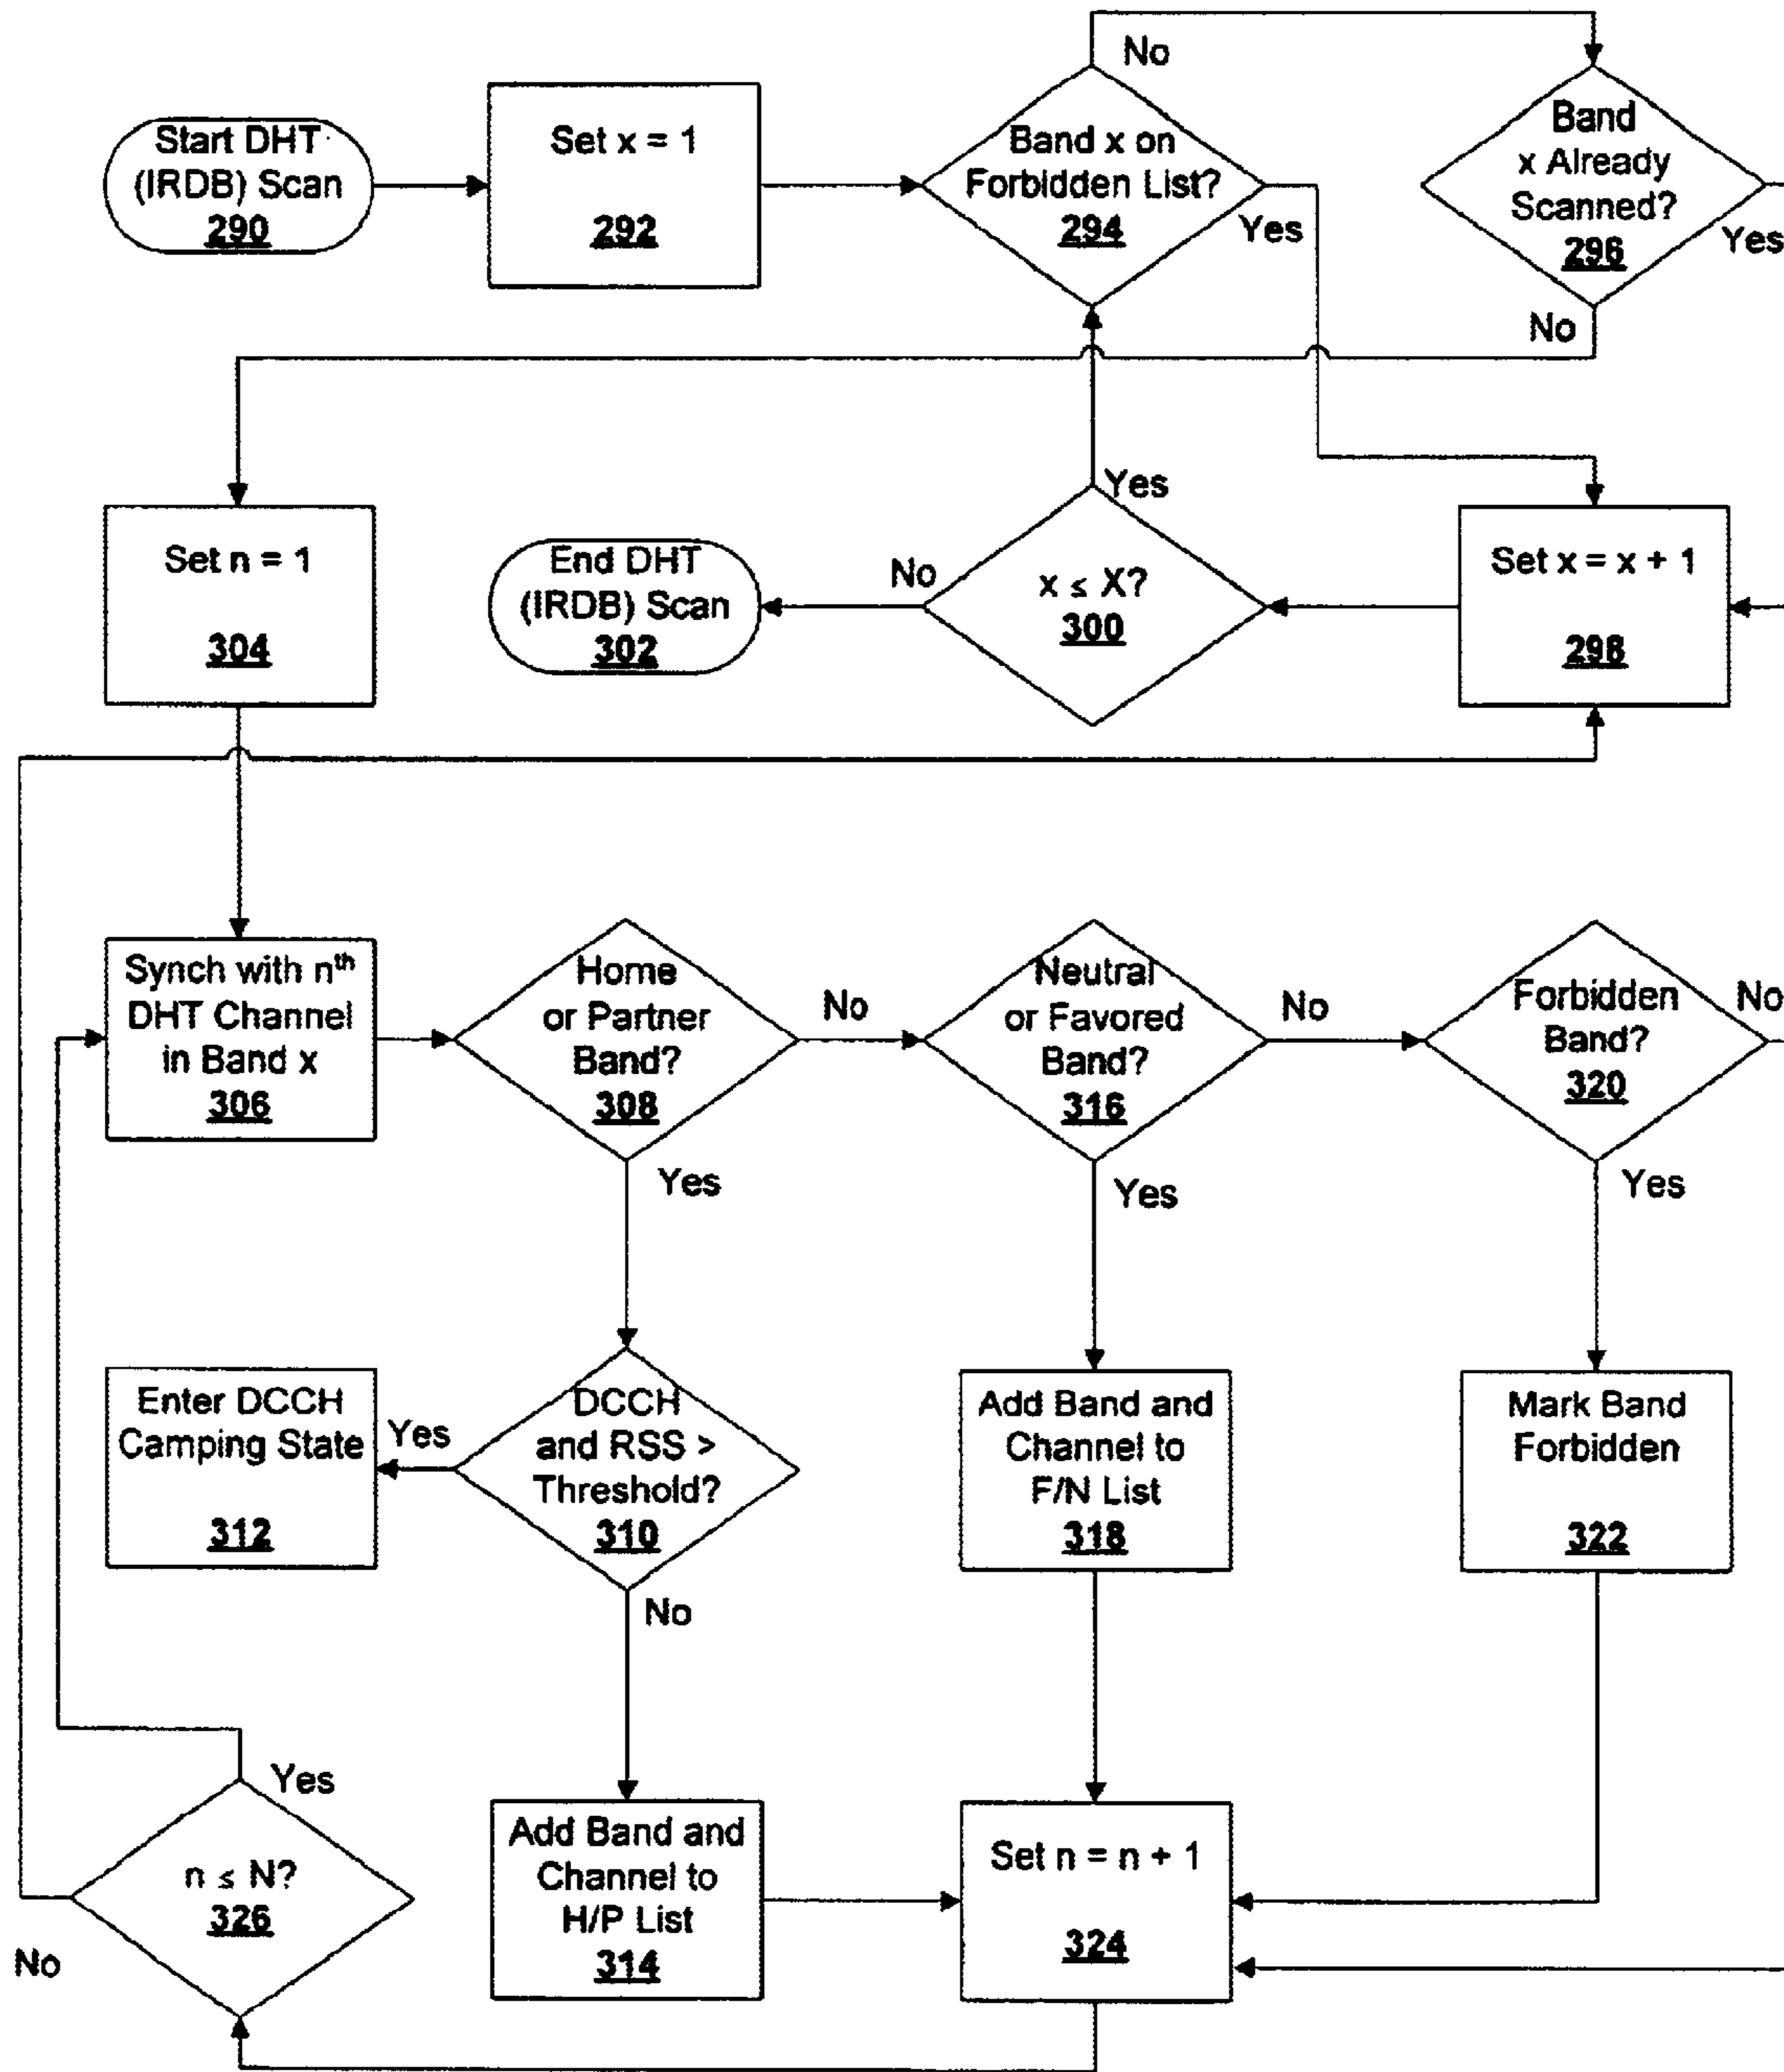 Start DHT
(IRDB) Scan
290
Set x = 1
292
Band x on
Forbidden List?
294
No
Yes
Band
x Already
Scanned?
296
Yes
No
Set n = 1
304
End DHT
(IRDB) Scan
302
No
x ≤ X?
300
Yes
Set x = x + 1
298
Synch with nth
DHT Channel
in Band x
306
Home
or Partner
Band?
308
No
Yes
Neutral
or Favored
Band?
316
No
Yes
Forbidden
Band?
320
No
Yes
Enter DCCH
Camping State
312
Yes
DCCH
and RSS >
Threshold?
310
No
Add Band and
Channel to
F/N List
318
Mark Band
Forbidden
322
Yes
n ≤ N?
326
No
Add Band and
Channel to
H/P List
314
Set n = n + 1
324